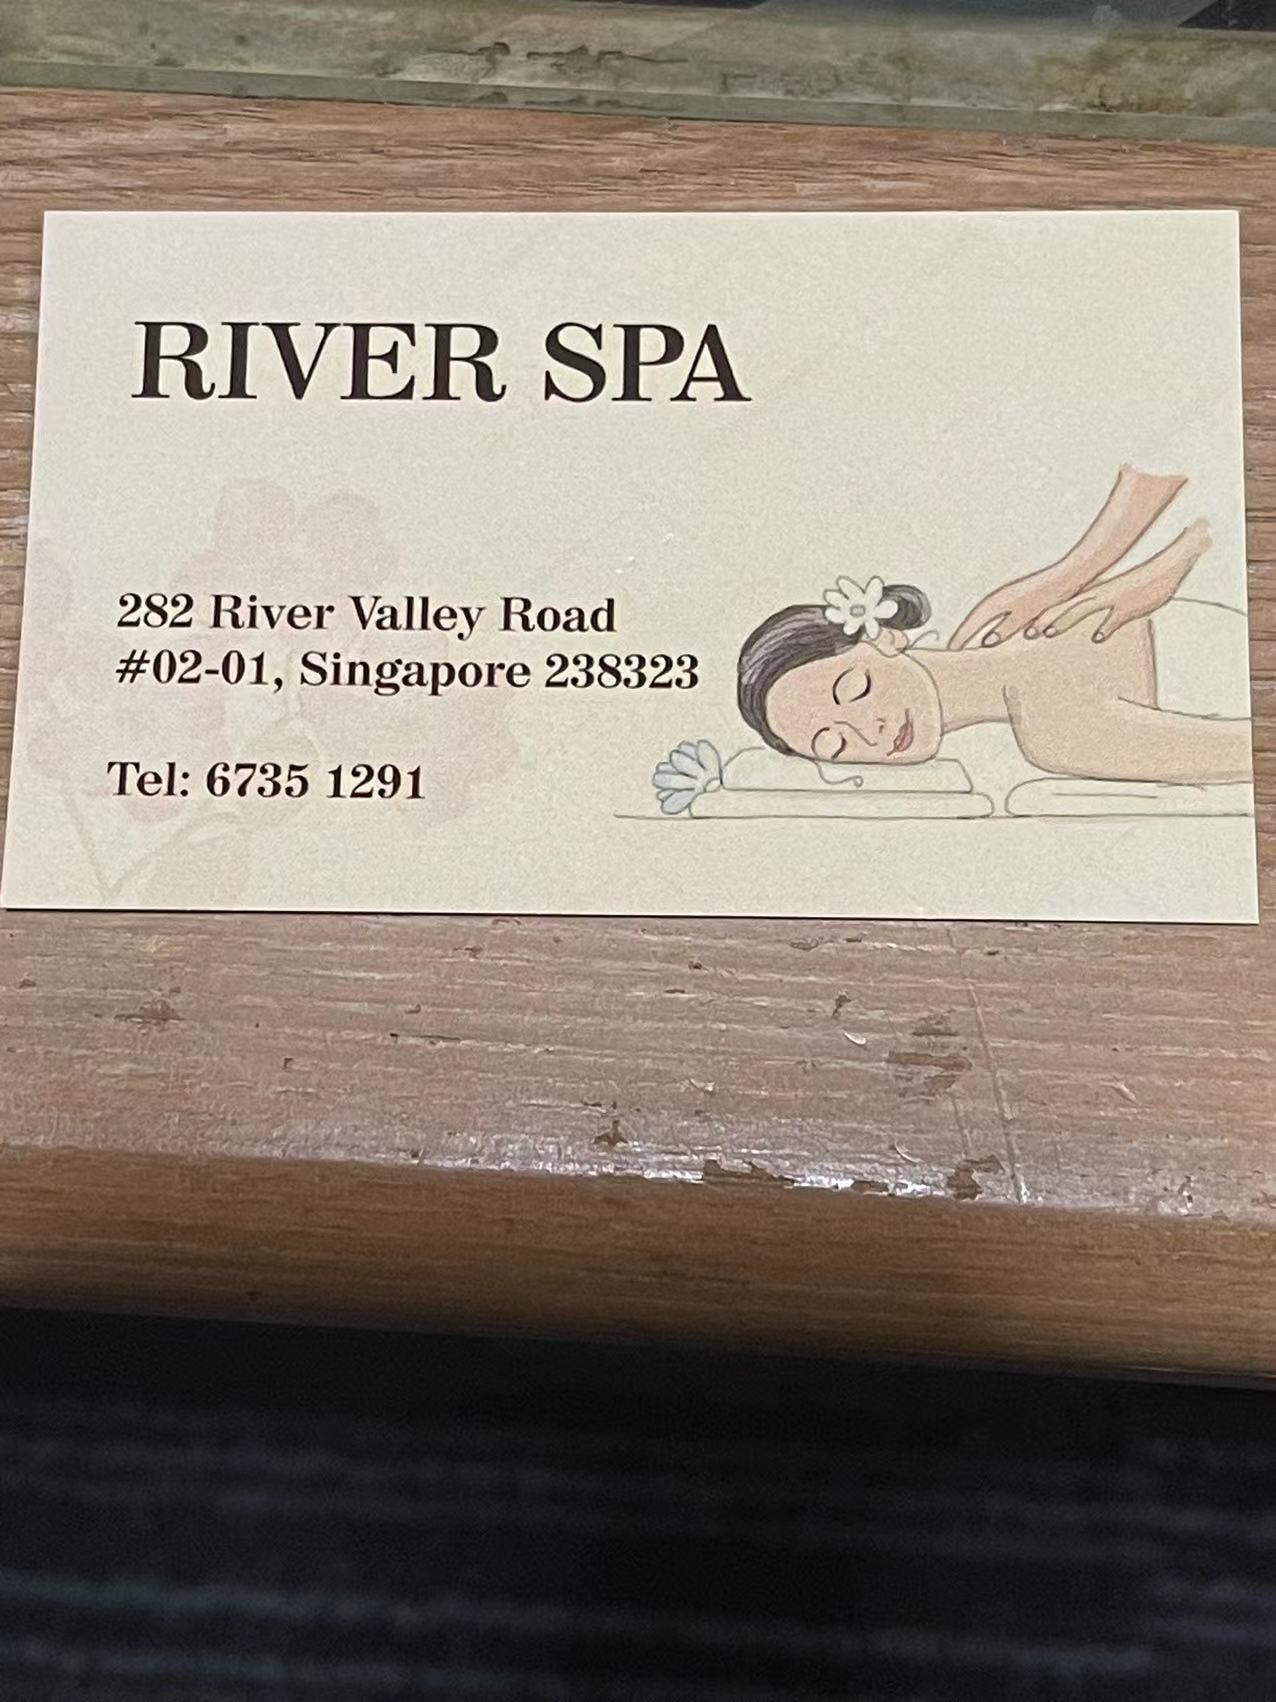 RIVER SPA
282 River Valley Road
#02-01, Singapore 238323
Tel: 6735 1291